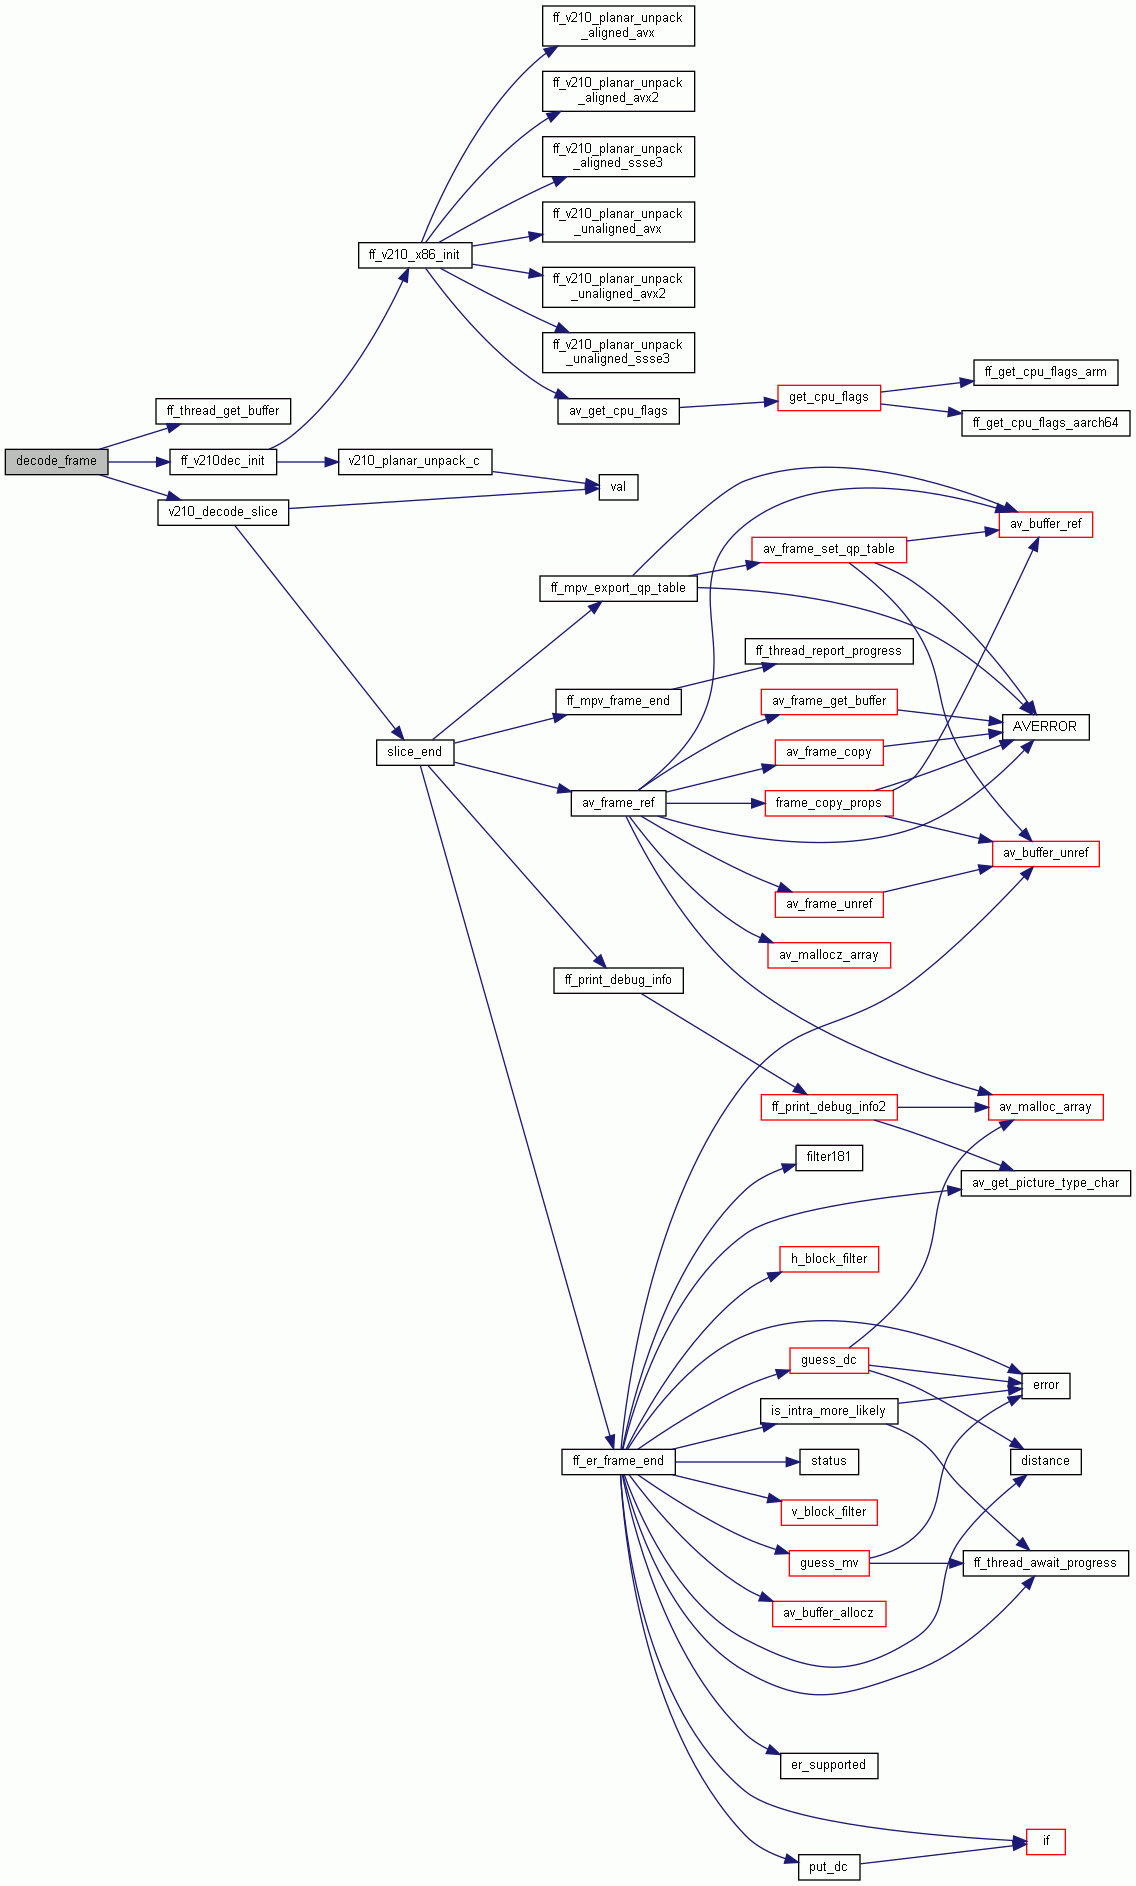 ff_v210_planar_unpack
_aligned_avx
ff_v210_planar_unpack
_aligned_avx2
ff_v210_planar_unpack
_aligned_ssse3
ff_v210_planar_unpack
_unaligned_avx
ff_v210_x86_init
ff_v210_planar_unpack
_unaligned_avx2
ff_v210_planar_unpack
_unaligned_ssse3
ff_get_cpu_flags_arm
get_cpu_flags
av_get_cpu_flags
ff_thread_get_buffer
ff_get_cpu_flags_aarch64
decode_frame
ff_v210dec_init
v210_planar_unpack_c
val
v210_decode_slice
av_buffer_ref
av_frame_set_qp_table
ff_mpv_export_qp_table
ff_thread_report_progress
ff_mpv_frame_end
av_frame_get_buffer
AVERROR
slice_end
av_frame_copy
av_frame_ref
frame_copy_props
av_buffer_unref
av_frame_unref
av_mallocz_array
ff_print_debug_info
ff_print_debug_info2
av_malloc_array
filter181
av_get_picture_type_char
h_block_filter
guess_dc
error
is_intra_more_likely
ff_er_frame_end
status
distance
v_block_filter
guess_mv
ff_thread_await_progress
av_buffer_allocz
er_supported
if
put_dc